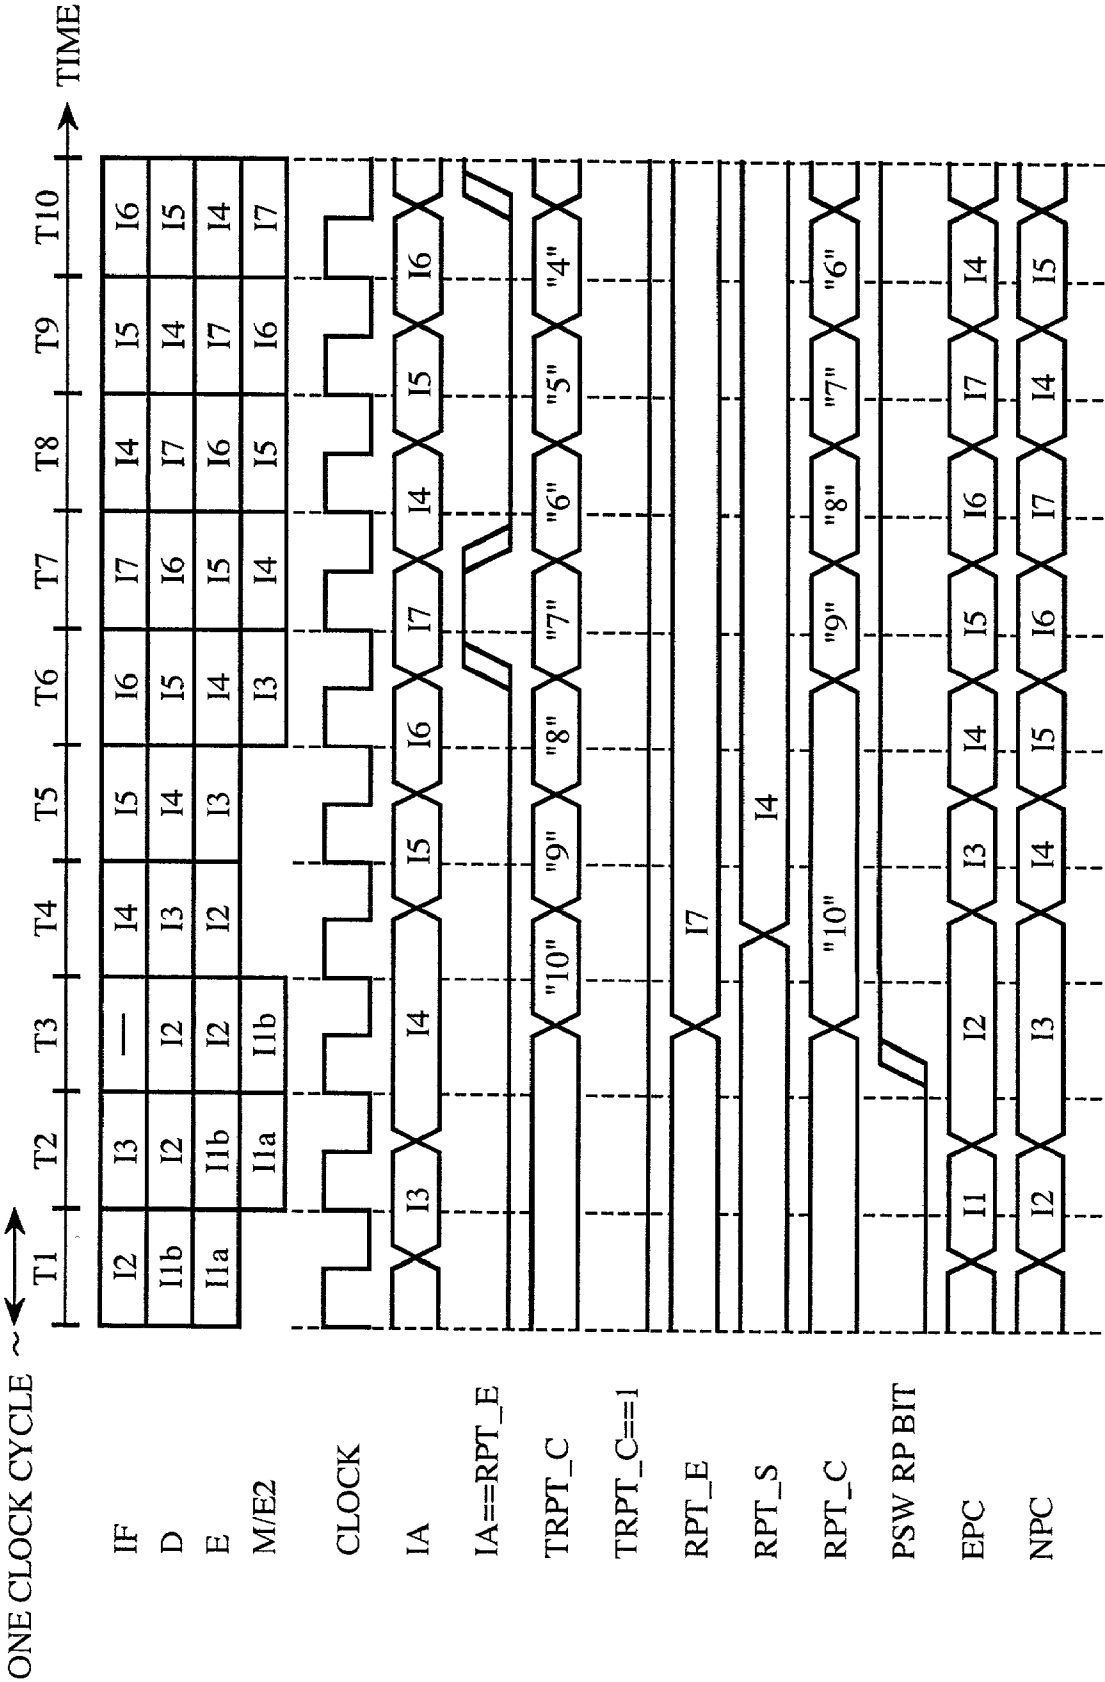 ONE CLOCK CYCLE ~
T1 T2 T3 T4 T5 T6 T7 T8 T9 T10 TIME
IF I2 I3 — I4 I5 I6 I7 I4 I5 I6
D I1b I2 I2 I3 I4 I5 I6 I7 I4 I5
E I1a I1b I2 I2 I3 I4 I5 I6 I7 I4
M/E2 I1a I1b I3 I4 I5 I6 I7
CLOCK
IA I3 I4 I5 I6 I7 I4 I5 I6
IA==RPT_E
TRPT_C "10" "9" "8" "7" "6" "5" "4"
TRPT_C==1
RPT_E I7
RPT_S I4
RPT_C "10" "9" "8" "7" "6"
PSW RP BIT
EPC I1 I2 I3 I4 I5 I6 I7 I4
NPC I2 I3 I4 I5 I6 I7 I4 I5